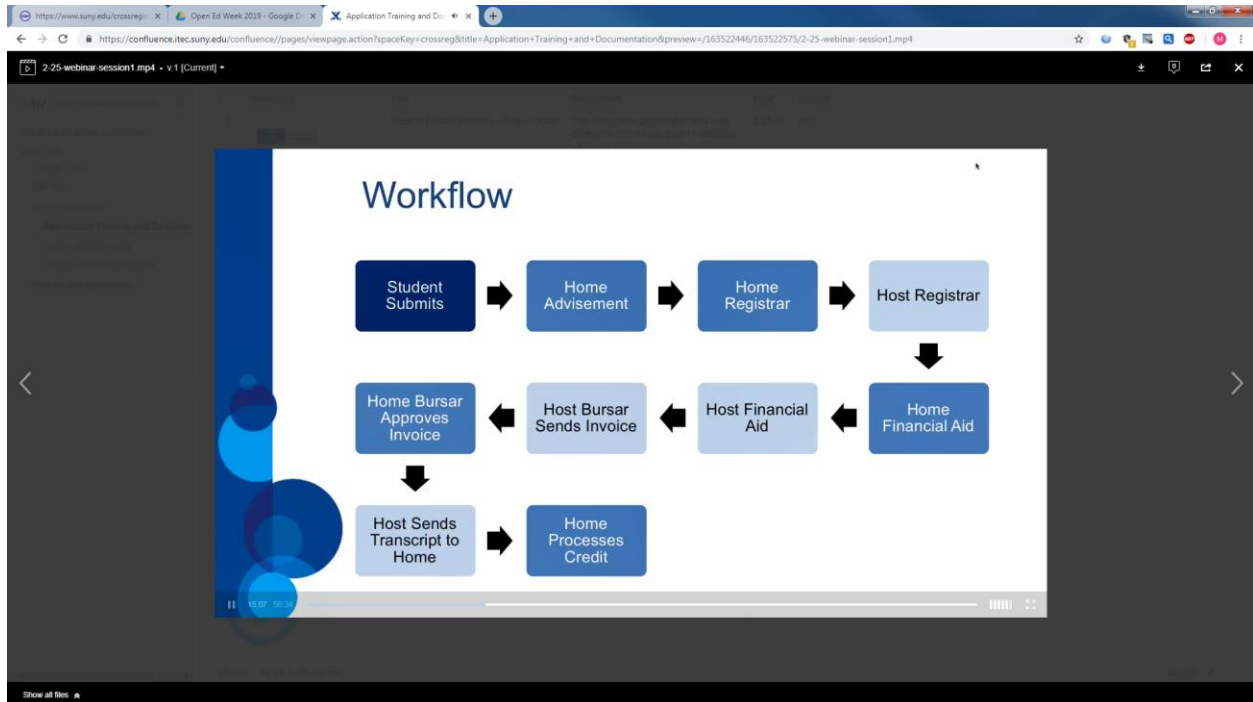 https://www.suny.edu/crossregi
Open Ed Week 2019 - Google D
Application Training and Do
https://confluence.itec.suny.edu/confluence//pages/viewpage.action?spaceKey=crossreg&title=Application+Training+and+Documentation&preview=/163522446/163522575/2-25-webinar-session1.mp4
2-25-webinar-session1.mp4 - v.1 [Current]
Workflow
Student
Submits
Home
Advisement
Home
Registrar
Host Registrar
Home Bursar
Approves
Invoice
Host Bursar
Sends Invoice
Host Financial
Aid
Home
Financial Aid
Host Sends
Transcript to
Home
Home
Processes
Credit
15:07 56:34
Show all files